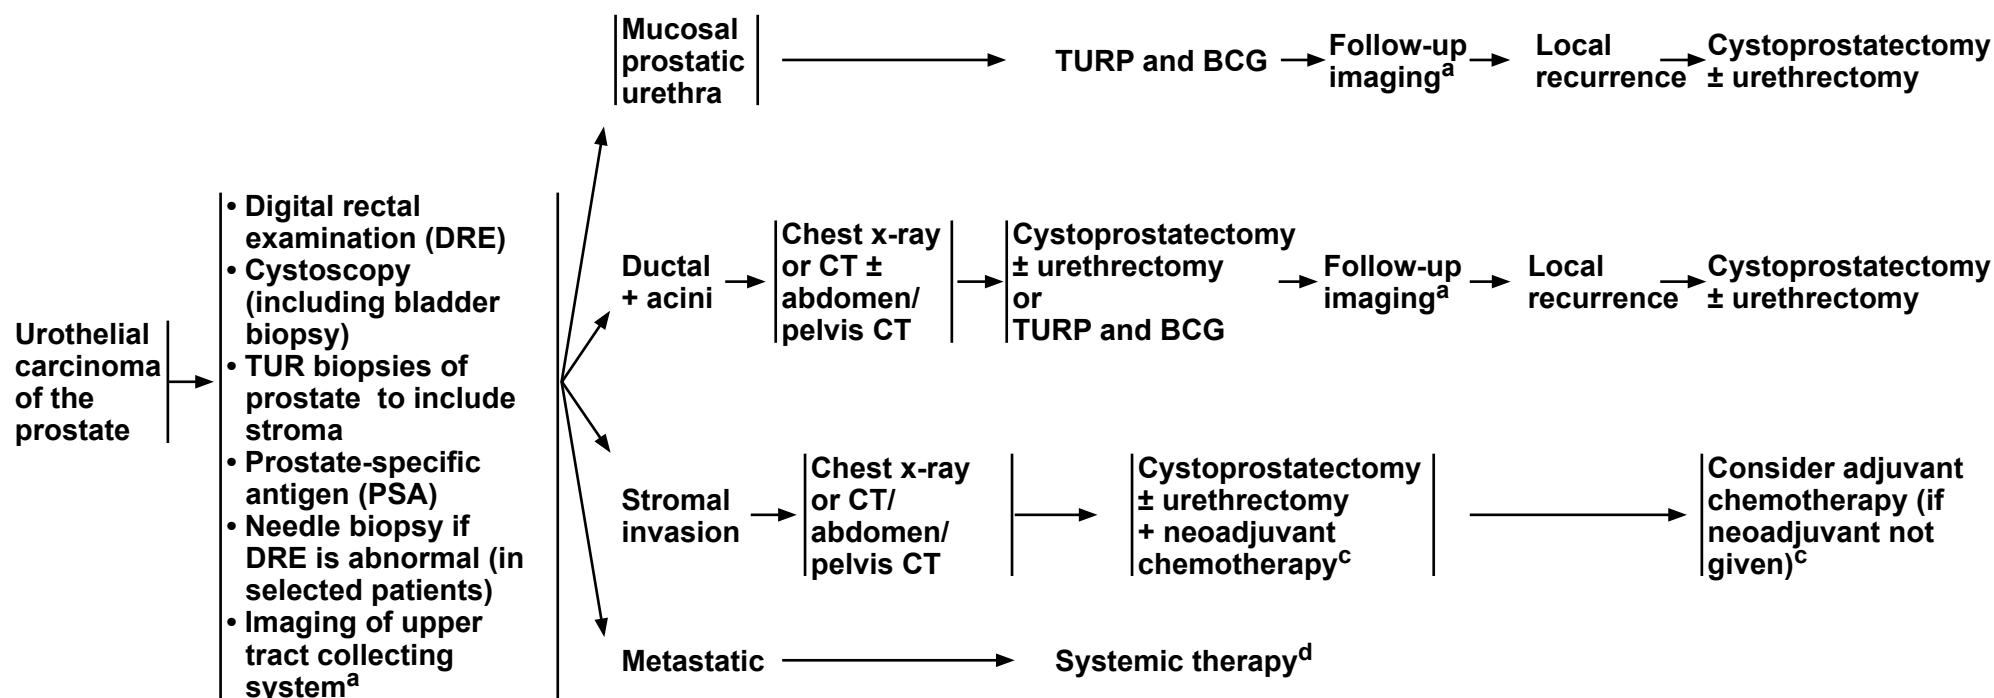 Urothelial
carcinoma
of the
prostate
• Digital rectal
examination (DRE)
• Cystoscopy
(including bladder
biopsy)
• TUR biopsies of
prostate to include
stroma
• Prostate-specific
antigen (PSA)
• Needle biopsy if
DRE is abnormal (in
selected patients)
• Imaging of upper
tract collecting
systemᵃ
Mucosal
prostatic
urethra
TURP and BCG
Follow-up
imagingᵃ
Local
recurrence
Cystoprostatectomy
± urethrectomy
Ductal
+ acini
Chest x-ray
or CT ±
abdomen/
pelvis CT
Cystoprostatectomy
± urethrectomy
or
TURP and BCG
Follow-up
imagingᵃ
Local
recurrence
Cystoprostatectomy
± urethrectomy
Stromal
invasion
Chest x-ray
or CT/
abdomen/
pelvis CT
Cystoprostatectomy
± urethrectomy
+ neoadjuvant
chemotherapyᶜ
Consider adjuvant
chemotherapy (if
neoadjuvant not
given)ᶜ
Metastatic
Systemic therapyᵈ